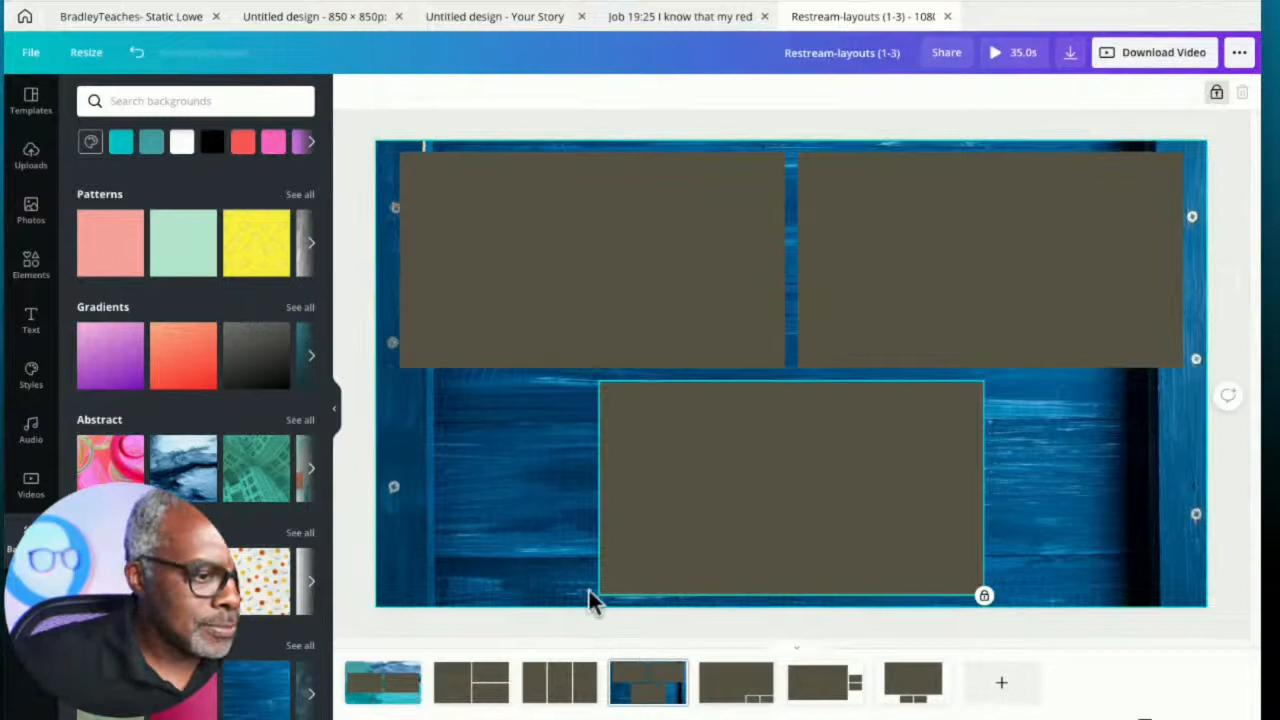 BradleyTeaches- Static Lowe
Untitled design - 850 × 850p:
Untitled design - Your Story
Job 19:25 I know that my red
Restream-layouts (1-3) - 108
File
Resize
Restream-layouts (1-3)
Share
35.0s
Download Video
Templates
Uploads
Photos
Elements
Text
Styles
Audio
Videos
Search backgrounds
Patterns
See all
Gradients
See all
Abstract
See all
See all
See all